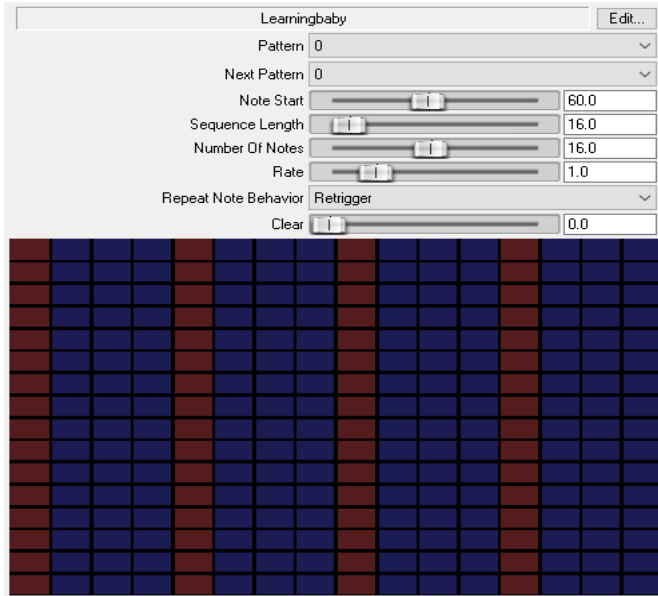 Learningbaby Edit...
Pattern 0
Next Pattern 0
Note Start 60.0
Sequence Length 16.0
Number Of Notes 16.0
Rate 1.0
Repeat Note Behavior Retrigger
Clear 0.0